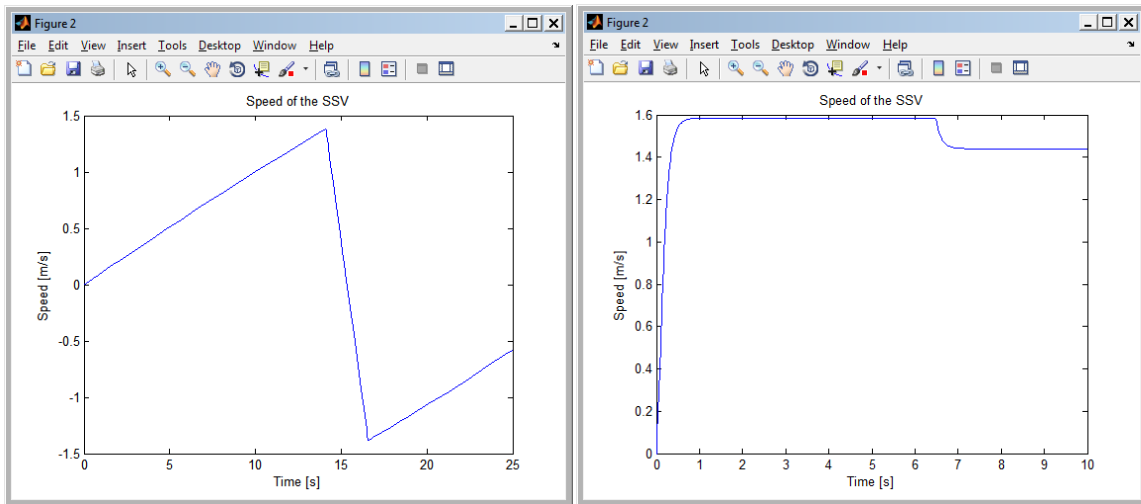 Figure 2
File Edit View Insert Tools Desktop Window Help
Speed of the SSV
1.5
1
0.5
0
-0.5
-1
-1.5
Speed [m/s]
0 5 10 15 20 25
Time [s]
Figure 2
File Edit View Insert Tools Desktop Window Help
Speed of the SSV
1.6
1.4
1.2
1
0.8
0.6
0.4
0.2
0
Speed [m/s]
0 1 2 3 4 5 6 7 8 9 10
Time [s]